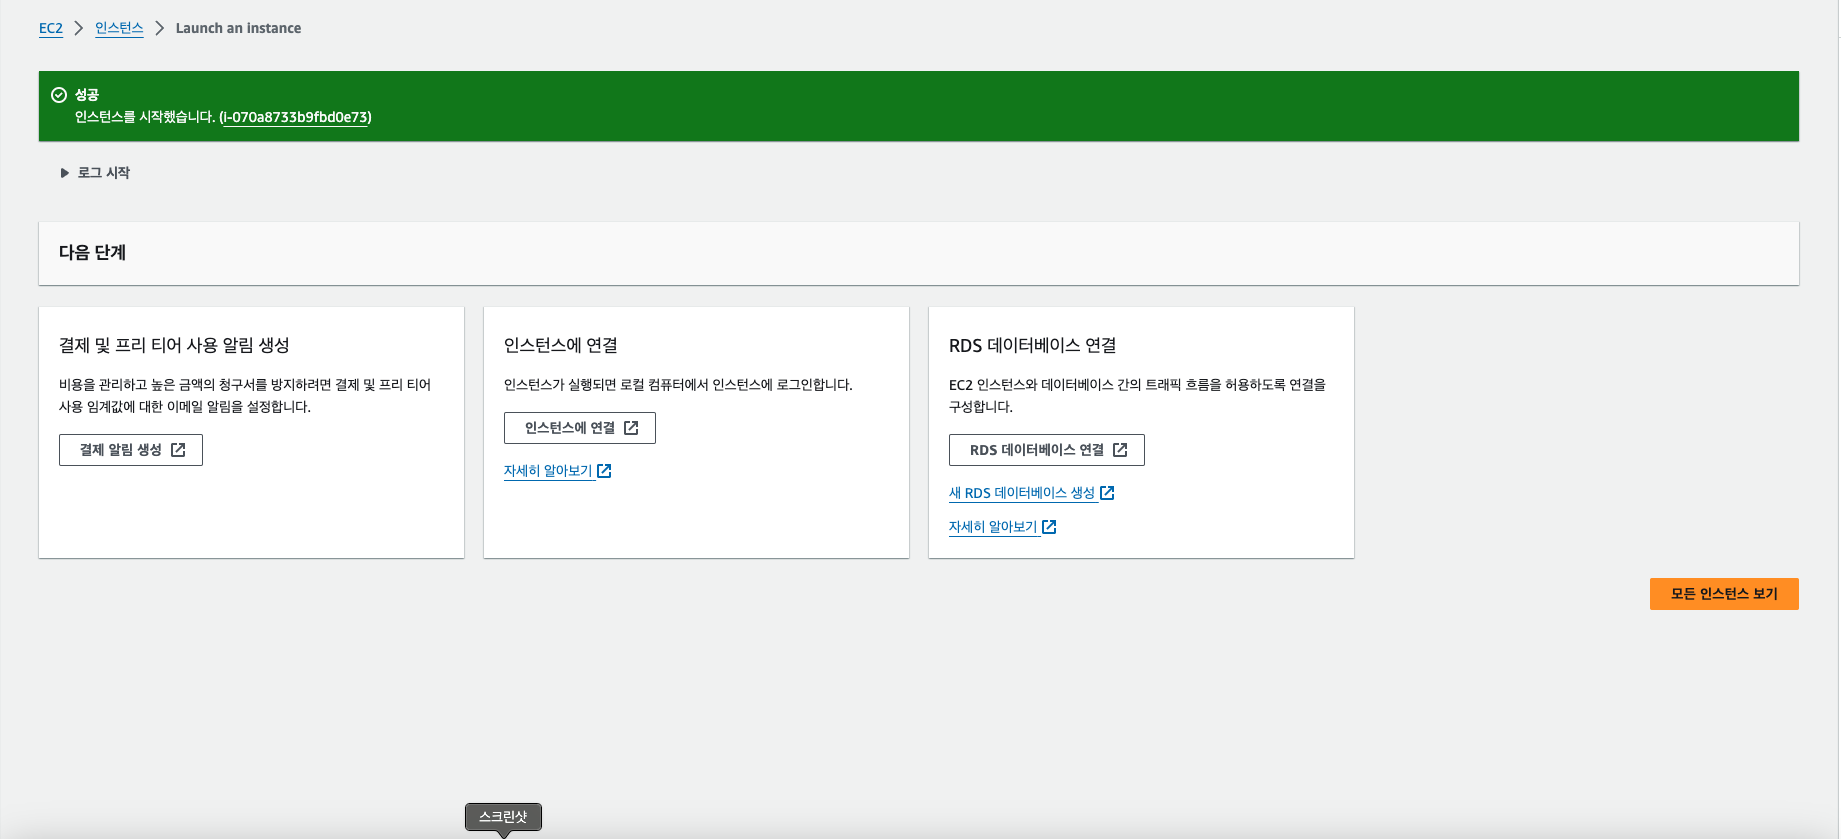 EC2 > 인스턴스 > Launch an instance
성공
인스턴스를 시작했습니다. (i-070a8733b9fbd0e73)
로그 시작
다음 단계
결제 및 프리 티어 사용 알림 생성
비용을 관리하고 높은 금액의 청구서를 방지하려면 결제 및 프리 티어
사용 임계값에 대한 이메일 알림을 설정합니다.
결제 알림 생성
인스턴스에 연결
인스턴스가 실행되면 로컬 컴퓨터에서 인스턴스에 로그인합니다.
인스턴스에 연결
자세히 알아보기
RDS 데이터베이스 연결
EC2 인스턴스와 데이터베이스 간의 트래픽 흐름을 허용하도록 연결을
구성합니다.
RDS 데이터베이스 연결
새 RDS 데이터베이스 생성
자세히 알아보기
모든 인스턴스 보기
스크린샷